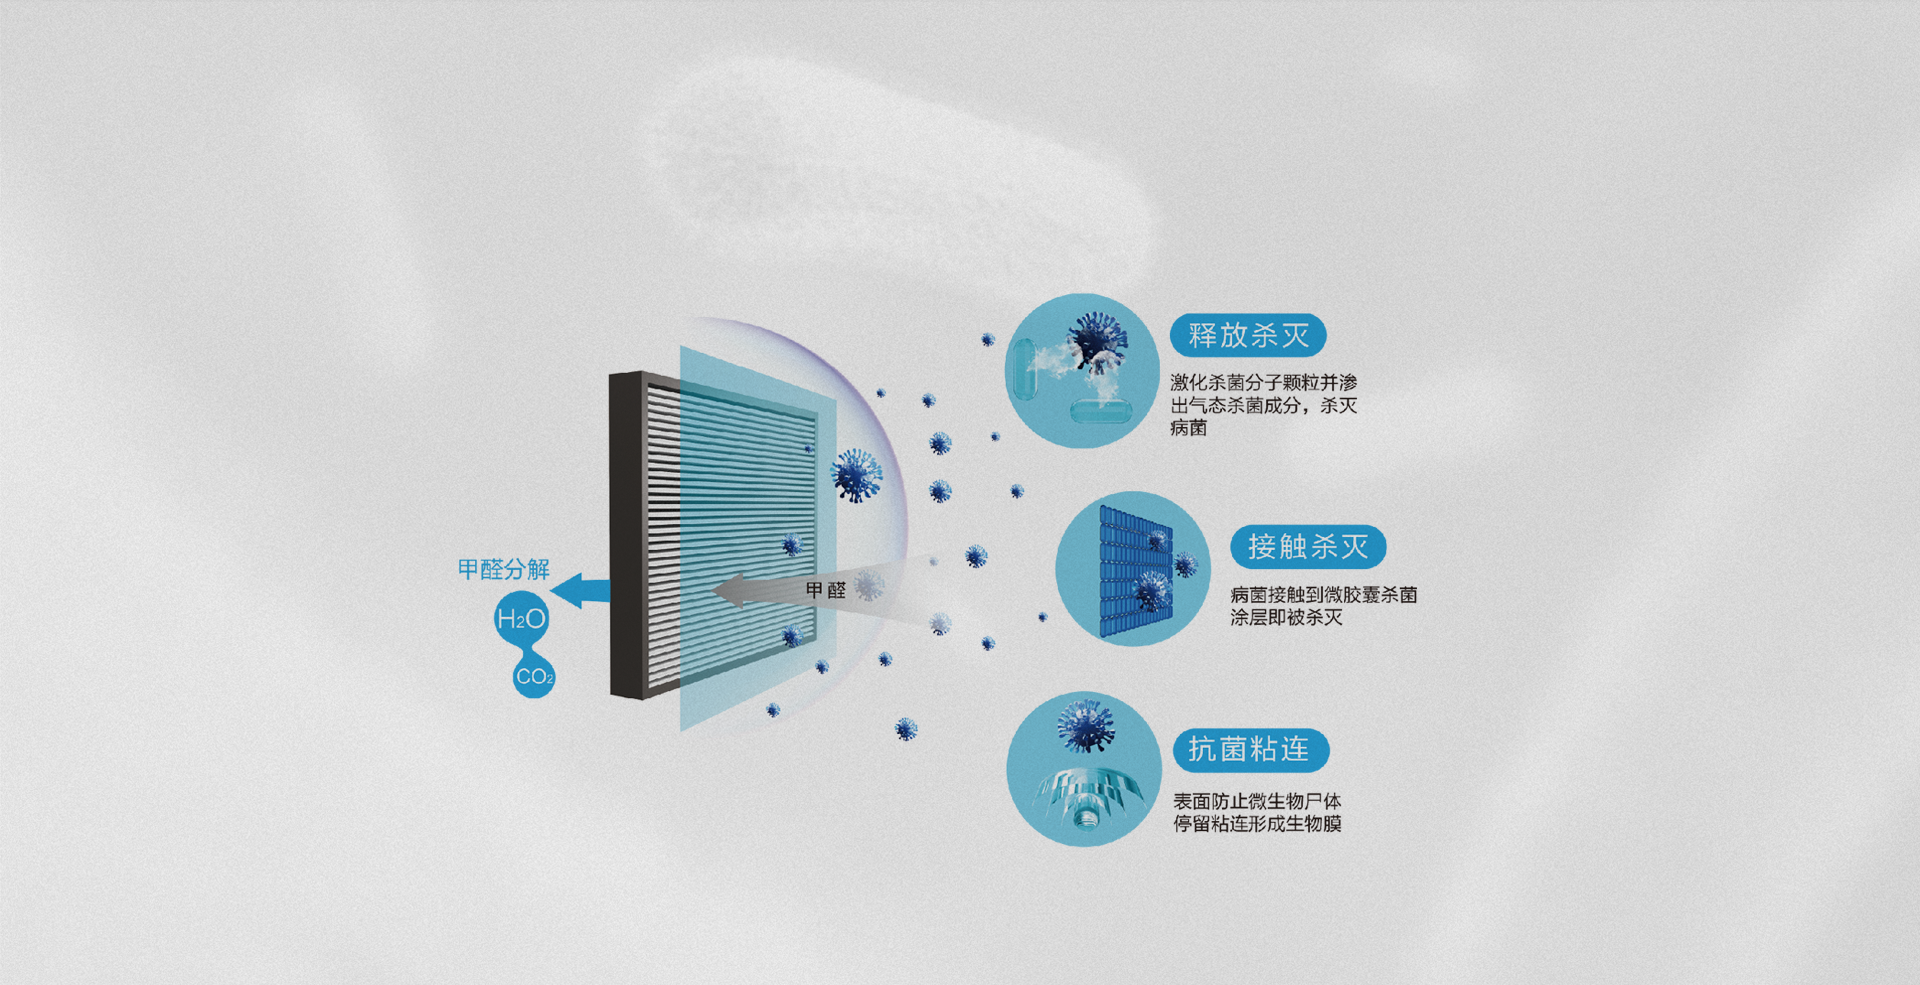 释放杀灭
激化杀菌分子颗粒并渗
出气态杀菌成分，杀灭
病菌
接触杀灭
病菌接触到微胶囊杀菌
涂层即被杀灭
甲醛分解
H₂O
CO₂
甲醛
抗菌粘连
表面防止微生物尸体
停留粘连形成生物膜